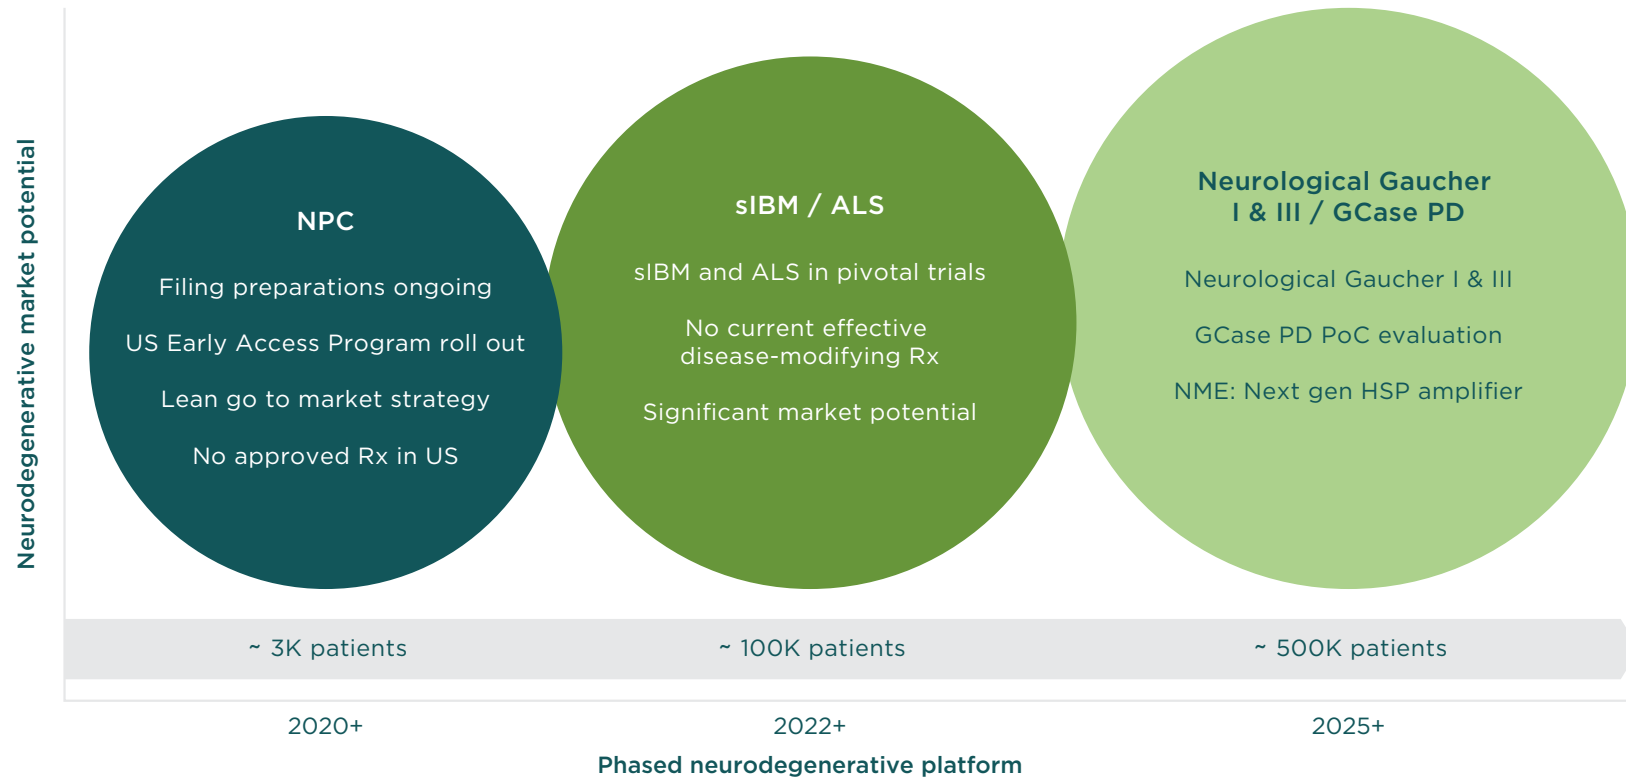 Neurodegenerative market potential
NPC
Filing preparations ongoing
US Early Access Program roll out
Lean go to market strategy
No approved Rx in US
sIBM / ALS
sIBM and ALS in pivotal trials
No current effective
disease-modifying Rx
Significant market potential
Neurological Gaucher
I & III / GCase PD
Neurological Gaucher I & III
GCase PD PoC evaluation
NME: Next gen HSP amplifier
~ 3K patients
~ 100K patients
~ 500K patients
2020+
2022+
2025+
Phased neurodegenerative platform